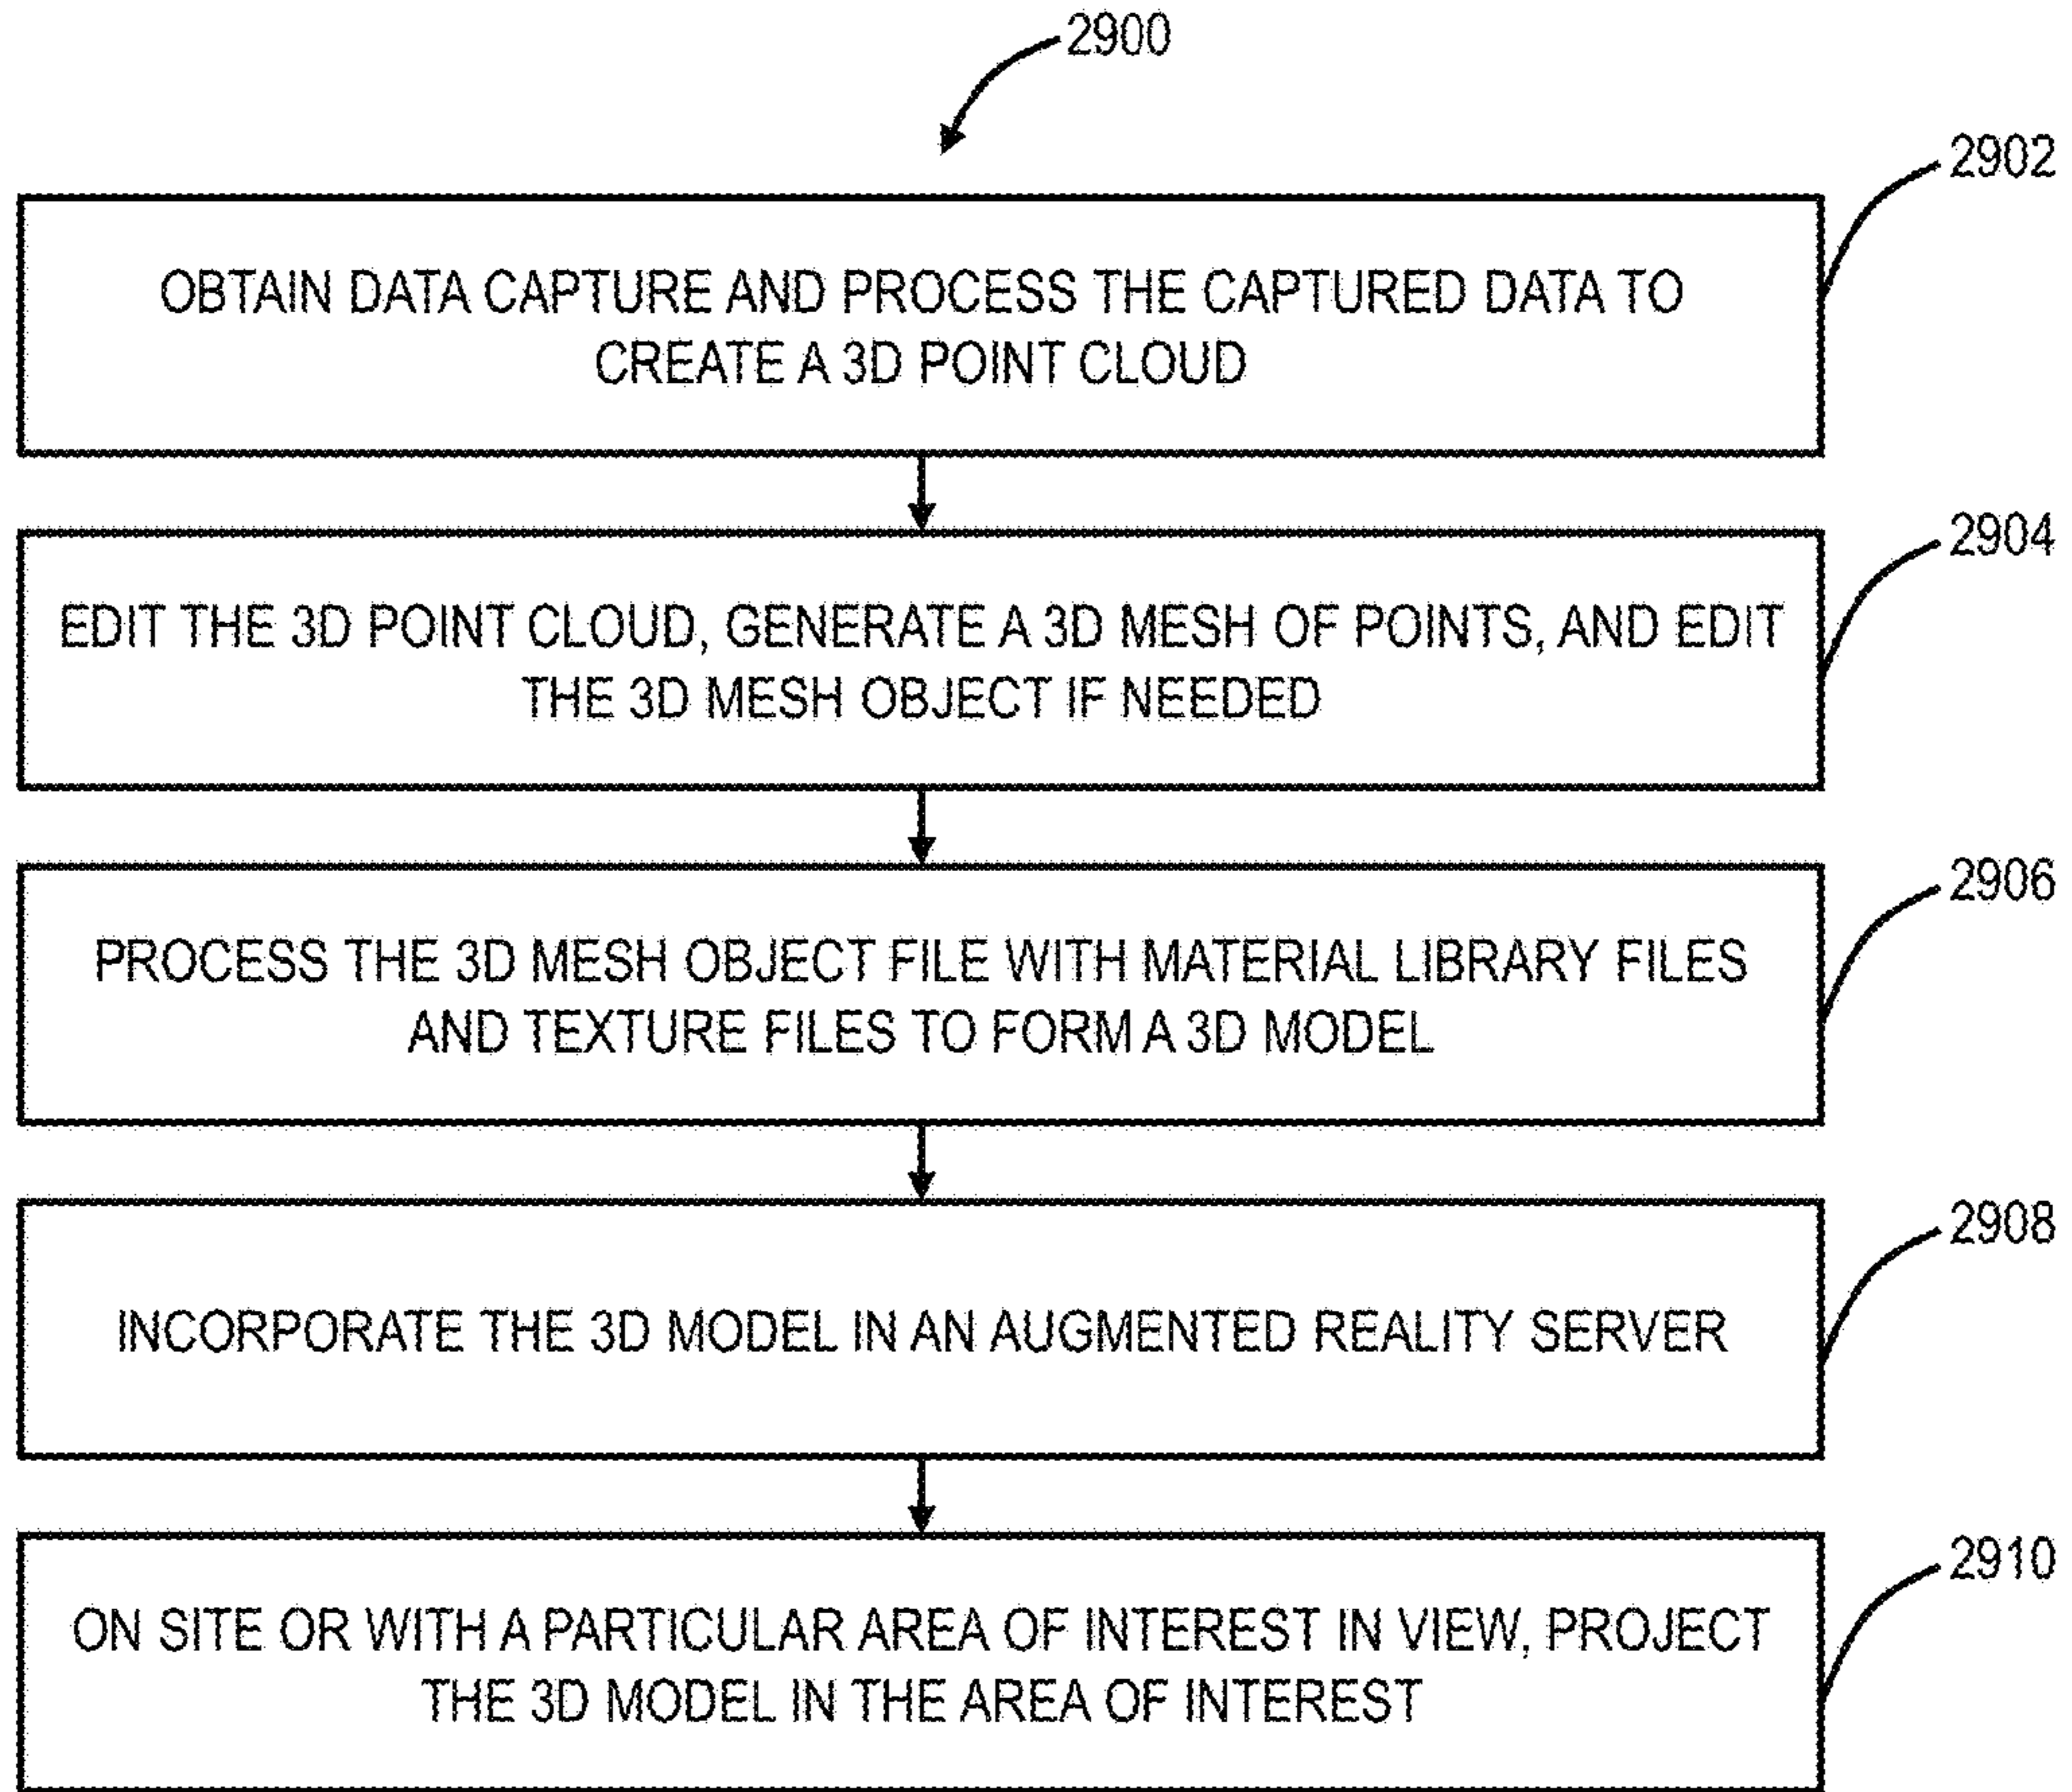 2900
2902
OBTAIN DATA CAPTURE AND PROCESS THE CAPTURED DATA TO
CREATE A 3D POINT CLOUD
2904
EDIT THE 3D POINT CLOUD, GENERATE A 3D MESH OF POINTS, AND EDIT
THE 3D MESH OBJECT IF NEEDED
2906
PROCESS THE 3D MESH OBJECT FILE WITH MATERIAL LIBRARY FILES
AND TEXTURE FILES TO FORM A 3D MODEL
2908
INCORPORATE THE 3D MODEL IN AN AUGMENTED REALITY SERVER
2910
ON SITE OR WITH A PARTICULAR AREA OF INTEREST IN VIEW, PROJECT
THE 3D MODEL IN THE AREA OF INTEREST